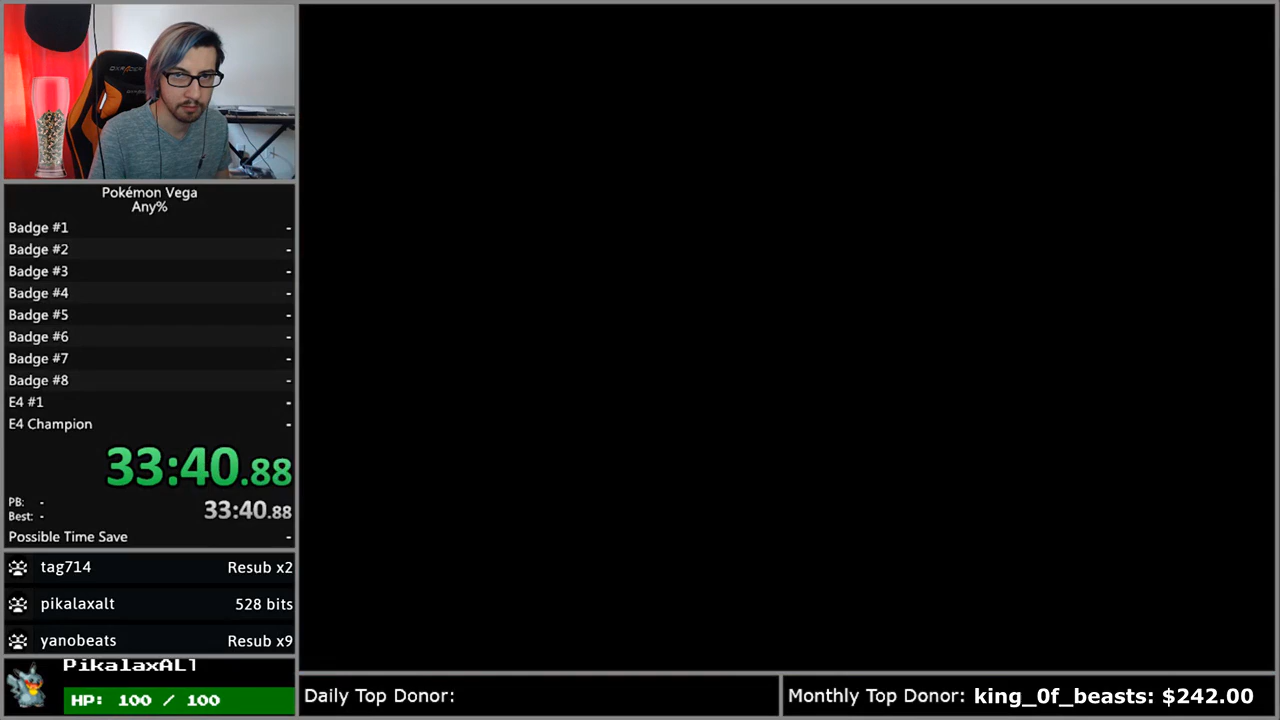 Pokémon Vega
Any%
Badge #1 -
Badge #2 -
Badge #3 -
Badge #4 -
Badge #5 -
Badge #6 -
Badge #7 -
Badge #8 -
E4 #1 -
E4 Champion -
33:40.88
PB: -
33:40.88
Best: -
Possible Time Save -
tag714 Resub x2
pikalaxalt 528 bits
yanobeats Resub x9
PikalaxALT
HP: 100 / 100
Daily Top Donor:
Monthly Top Donor: king_0f_beasts: $242.00